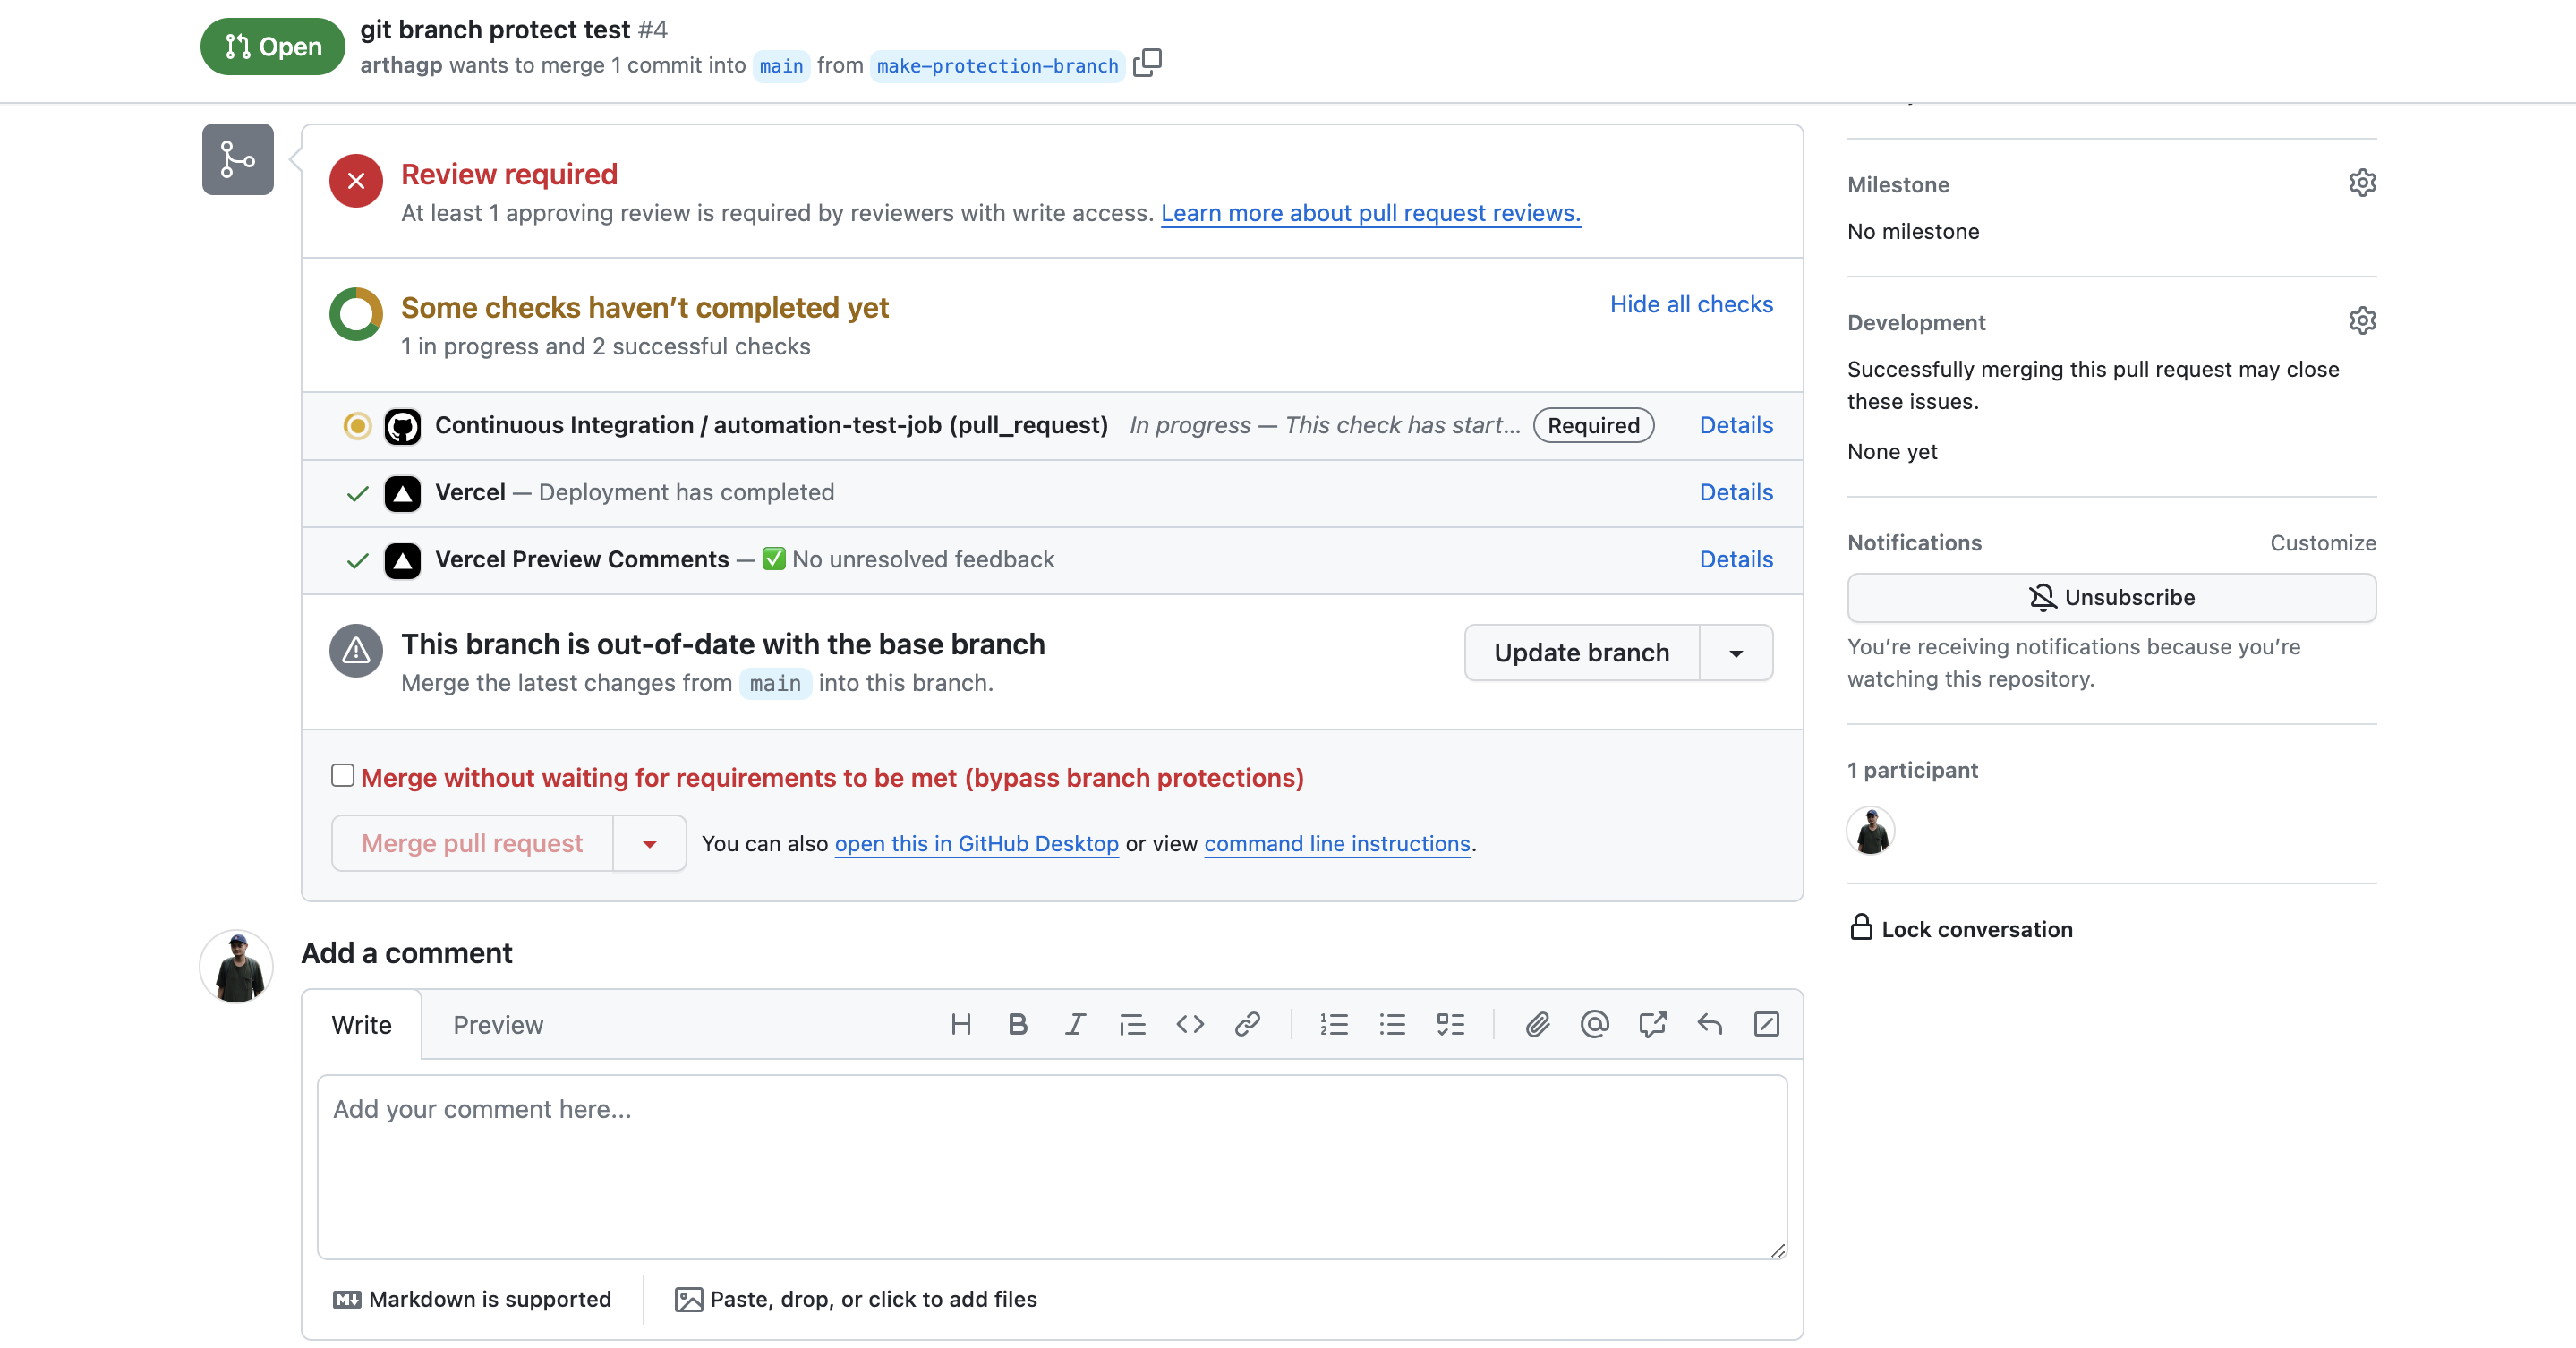 Open
git branch protect test #4
arthagp wants to merge 1 commit into main from make-protection-branch
Review required
At least 1 approving review is required by reviewers with write access. Learn more about pull request reviews.
Some checks haven’t completed yet
Hide all checks
1 in progress and 2 successful checks
Continuous Integration / automation-test-job (pull_request) In progress — This check has start... Required Details
Vercel — Deployment has completed Details
Vercel Preview Comments — ✅ No unresolved feedback Details
This branch is out-of-date with the base branch
Merge the latest changes from main into this branch.
Update branch
Merge without waiting for requirements to be met (bypass branch protections)
Merge pull request
You can also open this in GitHub Desktop or view command line instructions.
Add a comment
Write Preview
Add your comment here...
Markdown is supported
Paste, drop, or click to add files
Milestone
No milestone
Development
Successfully merging this pull request may close
these issues.
None yet
Notifications Customize
Unsubscribe
You’re receiving notifications because you’re
watching this repository.
1 participant
Lock conversation